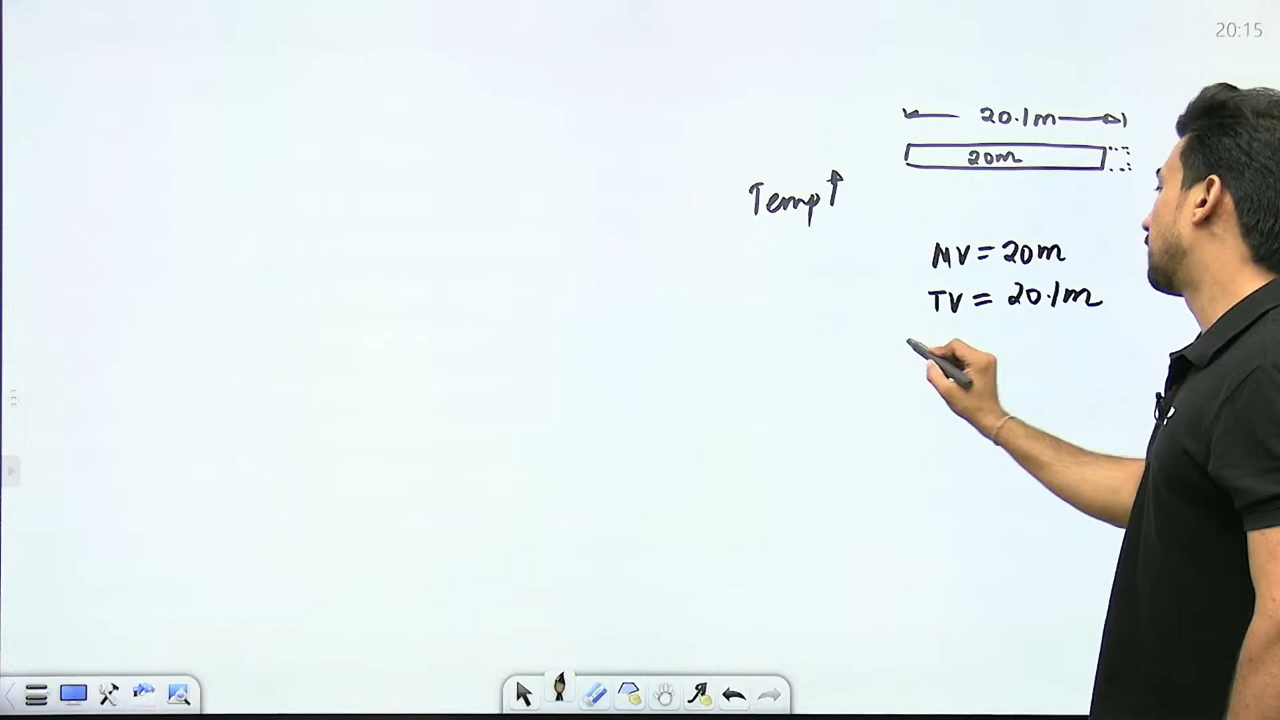 20:15
20.1m
20m
Temp↑
MV = 20m
TV = 20.1m